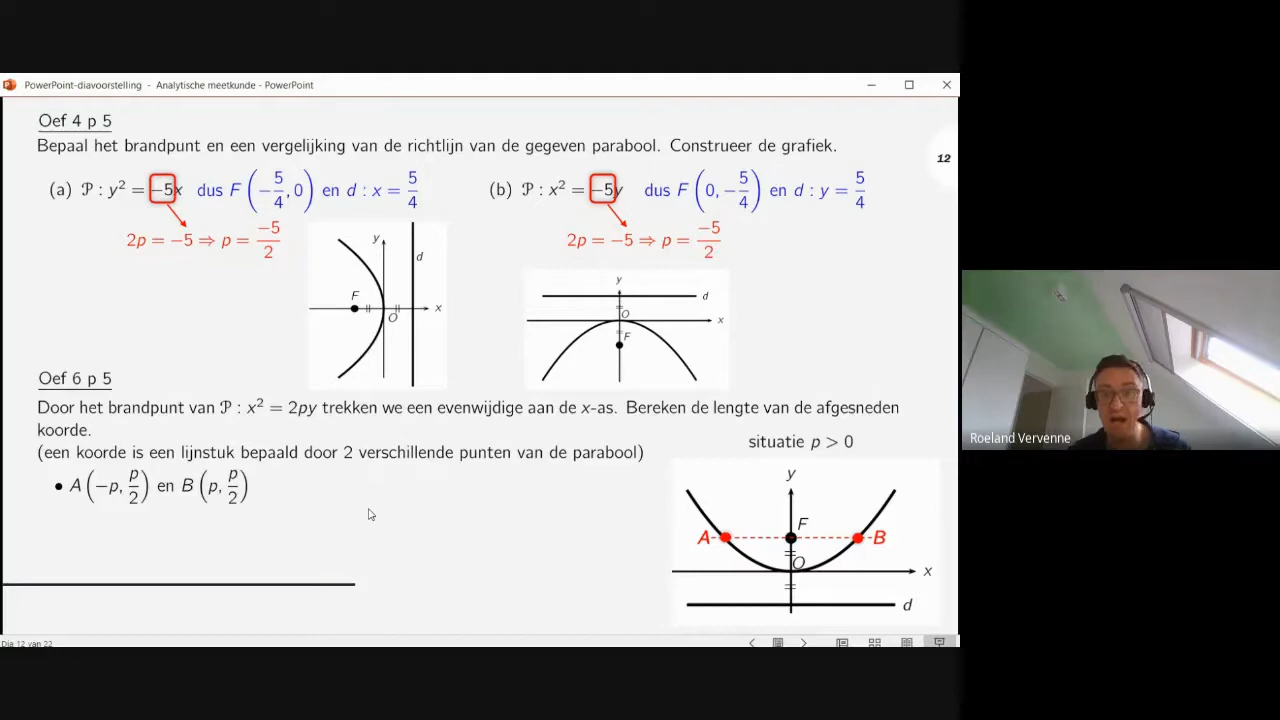 PowerPoint-diavoorstelling - Analytische meetkunde - PowerPoint
Oef 4 p 5
Bepaal het brandpunt en een vergelijking van de richtlijn van de gegeven parabool. Construeer de grafiek.
12
(a) 𝒫 : y² = −5x dus F (−5/4, 0) en d : x = 5/4
2p = −5 ⇒ p = −5/2
y
d
F
O
x
(b) 𝒫 : x² = −5y dus F (0, −5/4) en d : y = 5/4
2p = −5 ⇒ p = −5/2
y
d
O
x
F
Oef 6 p 5
Door het brandpunt van 𝒫 : x² = 2py trekken we een evenwijdige aan de x-as. Bereken de lengte van de afgesneden
koorde.
(een koorde is een lijnstuk bepaald door 2 verschillende punten van de parabool)
• A (−p, p/2) en B (p, p/2)
situatie p > 0
y
F
A
B
O
x
d
Dia 12 van 22
Roeland Vervenne